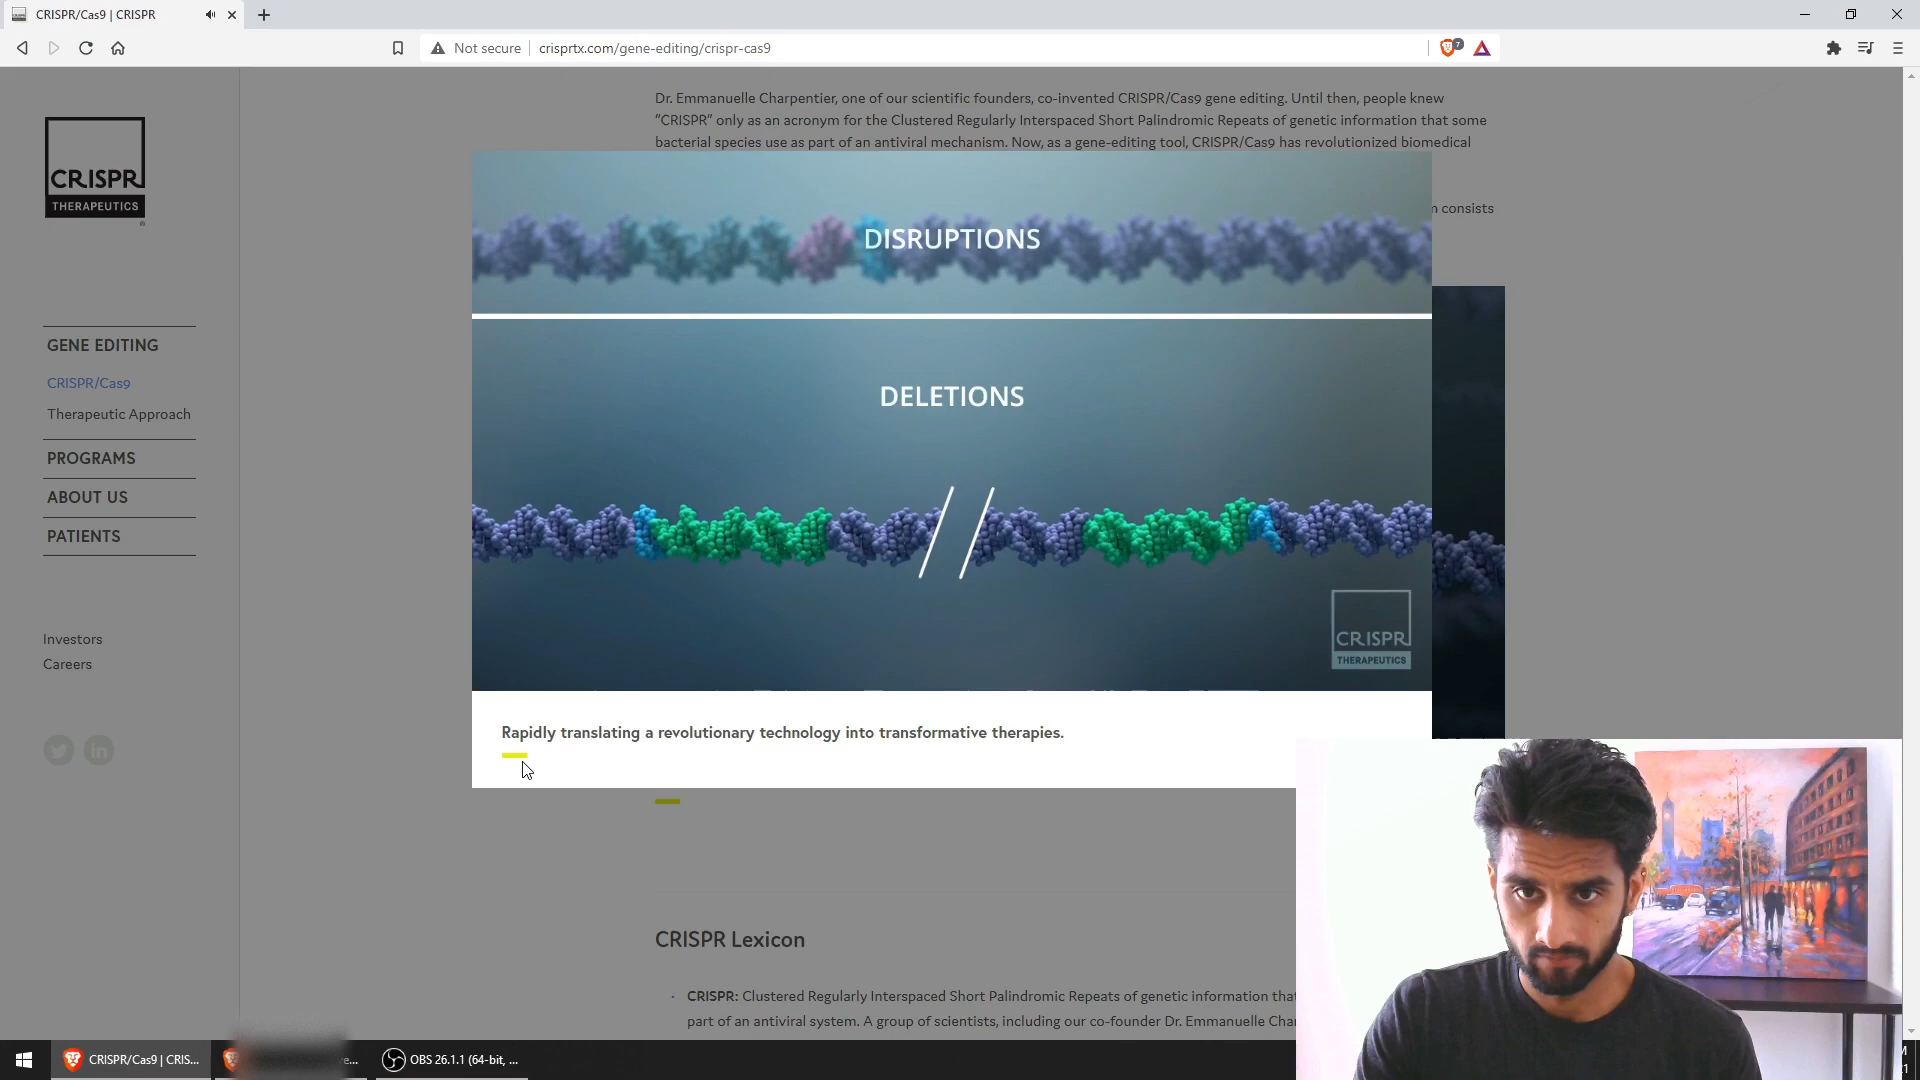 CRISPR/Cas9 | CRISPR
Not secure
crisprtx.com/gene-editing/crispr-cas9
7
CRISPR
THERAPEUTICS
GENE EDITING
CRISPR/Cas9
Therapeutic Approach
PROGRAMS
ABOUT US
PATIENTS
Investors
Careers
Dr. Emmanuelle Charpentier, one of our scientific founders, co-invented CRISPR/Cas9 gene editing. Until then, people knew
"CRISPR" only as an acronym for the Clustered Regularly Interspaced Short Palindromic Repeats of genetic information that some
bacterial species use as part of an antiviral mechanism. Now, as a gene-editing tool, CRISPR/Cas9 has revolutionized biomedical
consists
DISRUPTIONS
DELETIONS
CRISPR
THERAPEUTICS
Rapidly translating a revolutionary technology into transformative therapies.
CRISPR Lexicon
CRISPR: Clustered Regularly Interspaced Short Palindromic Repeats of genetic information
part of an antiviral system. A group of scientists, including our co-founder Dr. Emmanuelle
CRISPR/Cas9 | CRIS...
OBS 26.1.1 (64-bit, ...